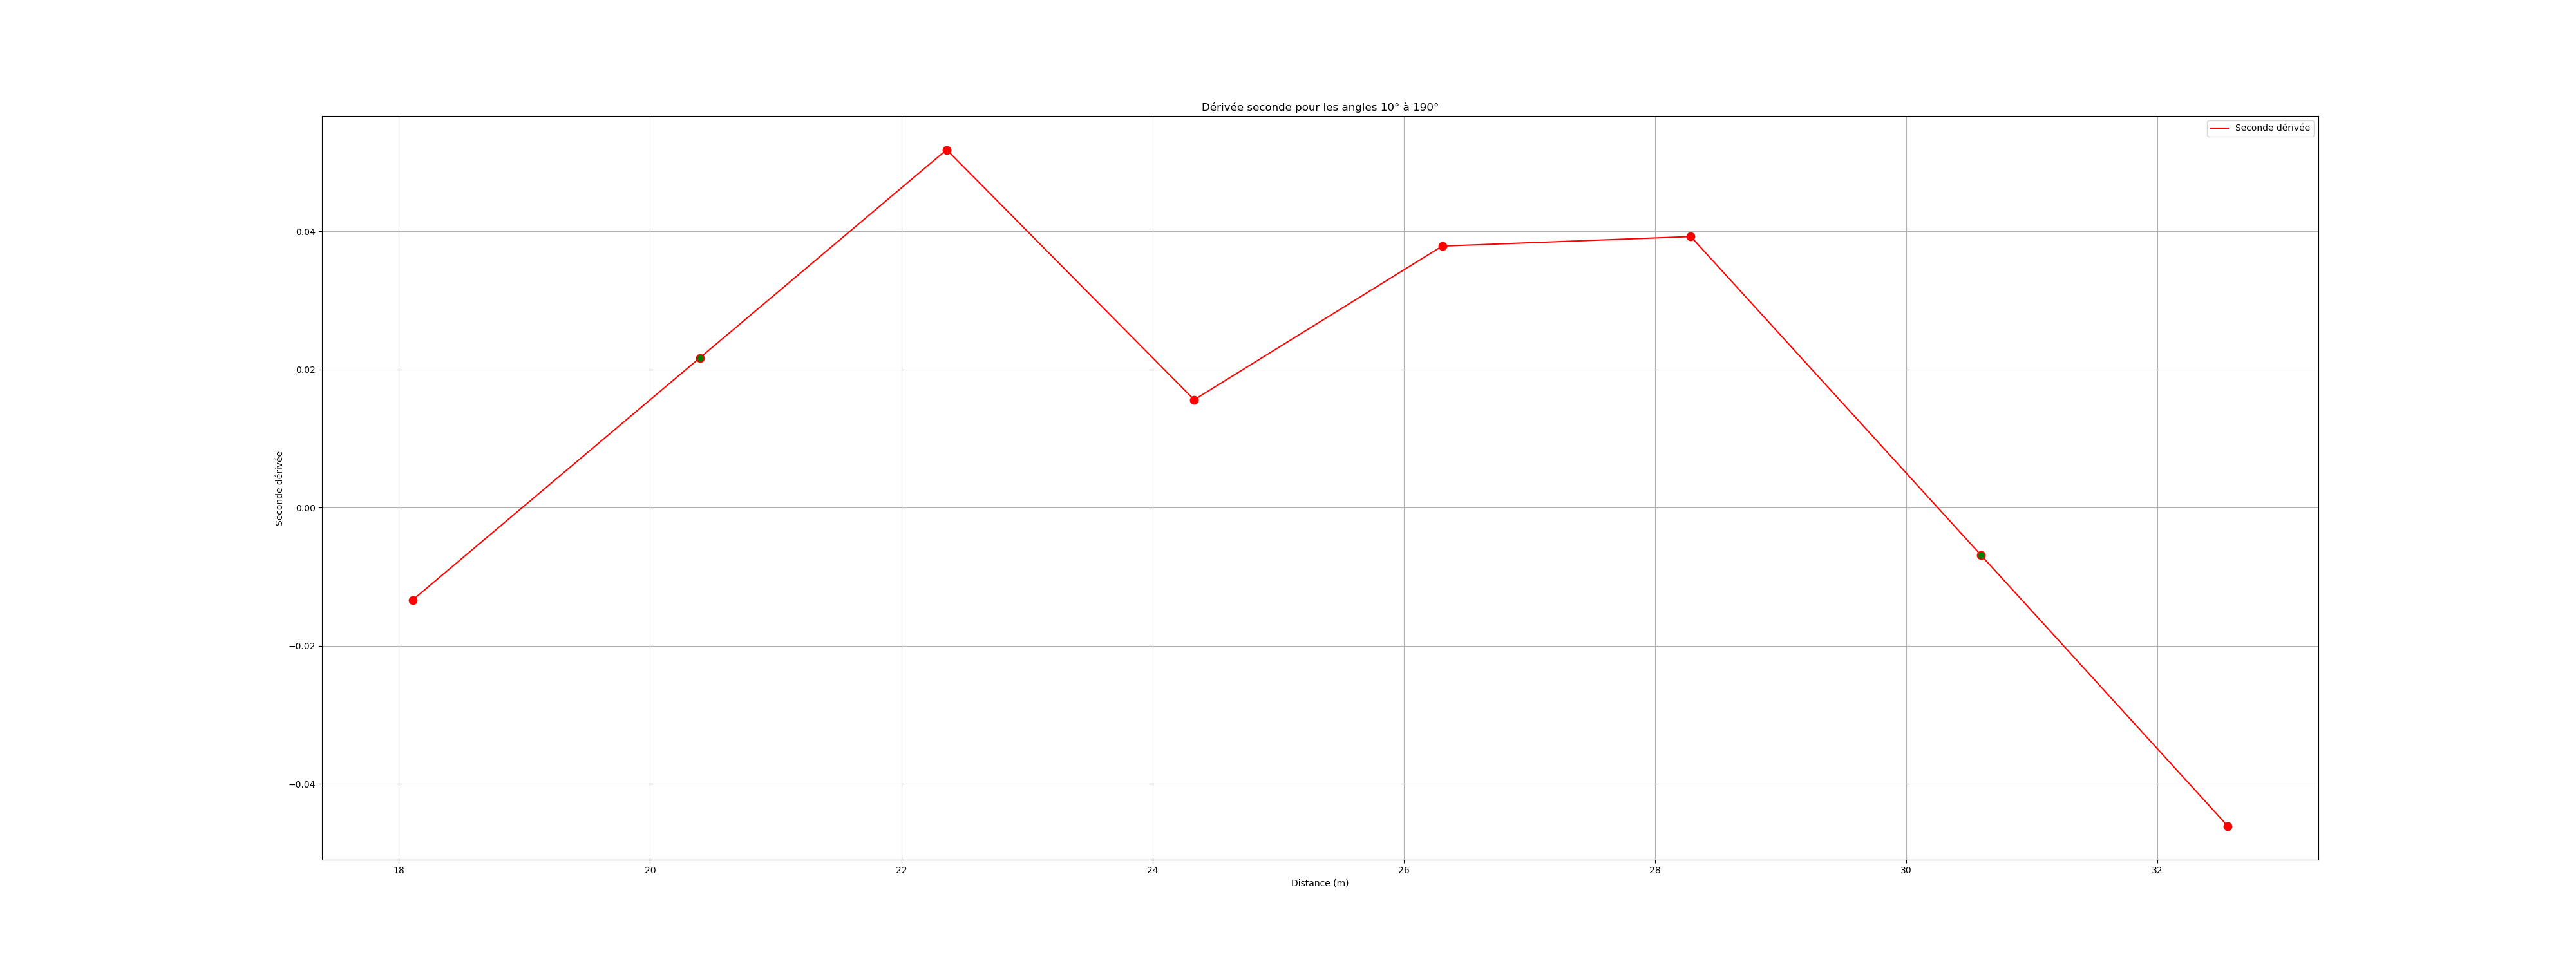 Dérivée seconde pour les angles 10° à 190°
Seconde dérivée
0.04
0.02
0.00
−0.02
−0.04
Seconde dérivée
18 20 22 24 26 28 30 32
Distance (m)